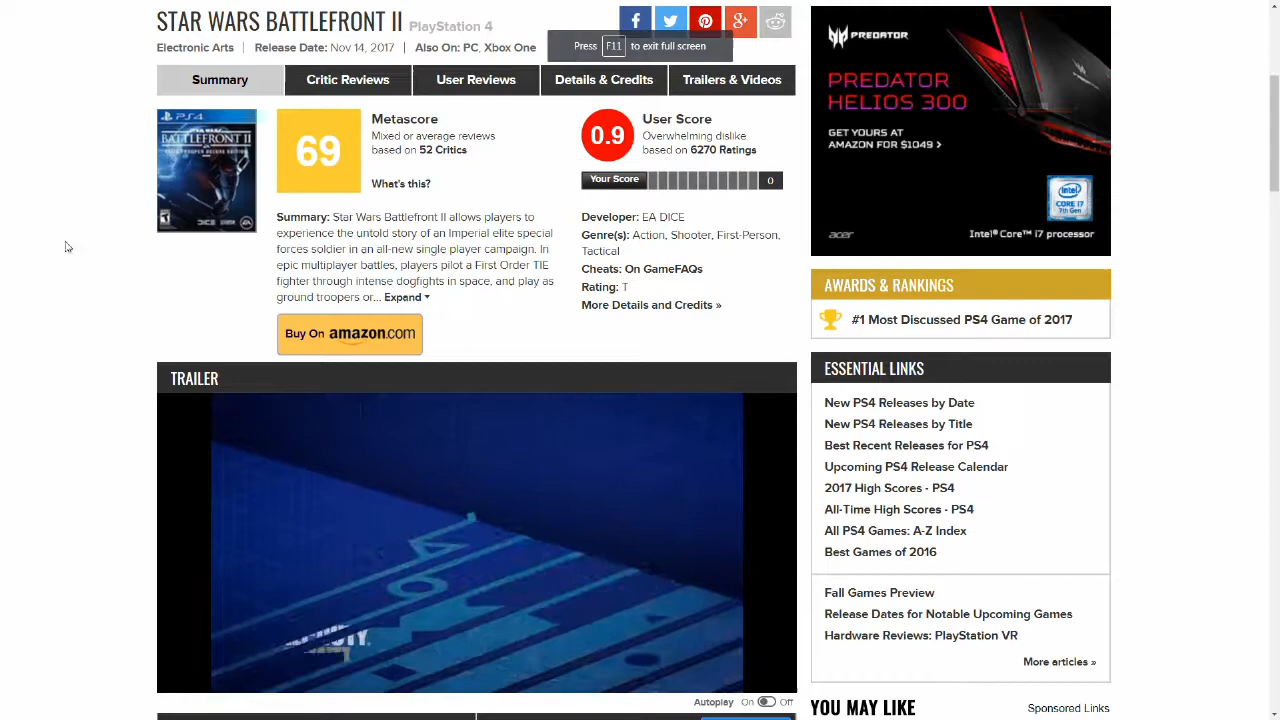 STAR WARS BATTLEFRONT II PlayStation 4
Electronic Arts | Release Date: Nov 14, 2017 | Also On: PC, Xbox One
Press F11 to exit full screen
Summary
Critic Reviews
User Reviews
Details & Credits
Trailers & Videos
PS4
BATTLEFRONT II
DICE EA
69
Metascore
Mixed or average reviews
based on 52 Critics
What's this?
Summary: Star Wars Battlefront II allows players to
experience the untold story of an Imperial elite special
forces soldier in an all-new single player campaign. In
epic multiplayer battles, players pilot a First Order TIE
fighter through intense dogfights in space, and play as
ground troopers or... Expand
Buy On amazon.com
0.9
User Score
Overwhelming dislike
based on 6270 Ratings
Your Score
0
Developer: EA DICE
Genre(s): Action, Shooter, First-Person,
Tactical
Cheats: On GameFAQs
Rating: T
More Details and Credits »
TRAILER
Autoplay On Off
PREDATOR
PREDATOR
HELIOS 300
GET YOURS AT
AMAZON FOR $1049 >
intel
CORE i7
7th Gen
acer
Intel® Core™ i7 processor
AWARDS & RANKINGS
#1 Most Discussed PS4 Game of 2017
ESSENTIAL LINKS
New PS4 Releases by Date
New PS4 Releases by Title
Best Recent Releases for PS4
Upcoming PS4 Release Calendar
2017 High Scores - PS4
All-Time High Scores - PS4
All PS4 Games: A-Z Index
Best Games of 2016
Fall Games Preview
Release Dates for Notable Upcoming Games
Hardware Reviews: PlayStation VR
More articles »
YOU MAY LIKE
Sponsored Links